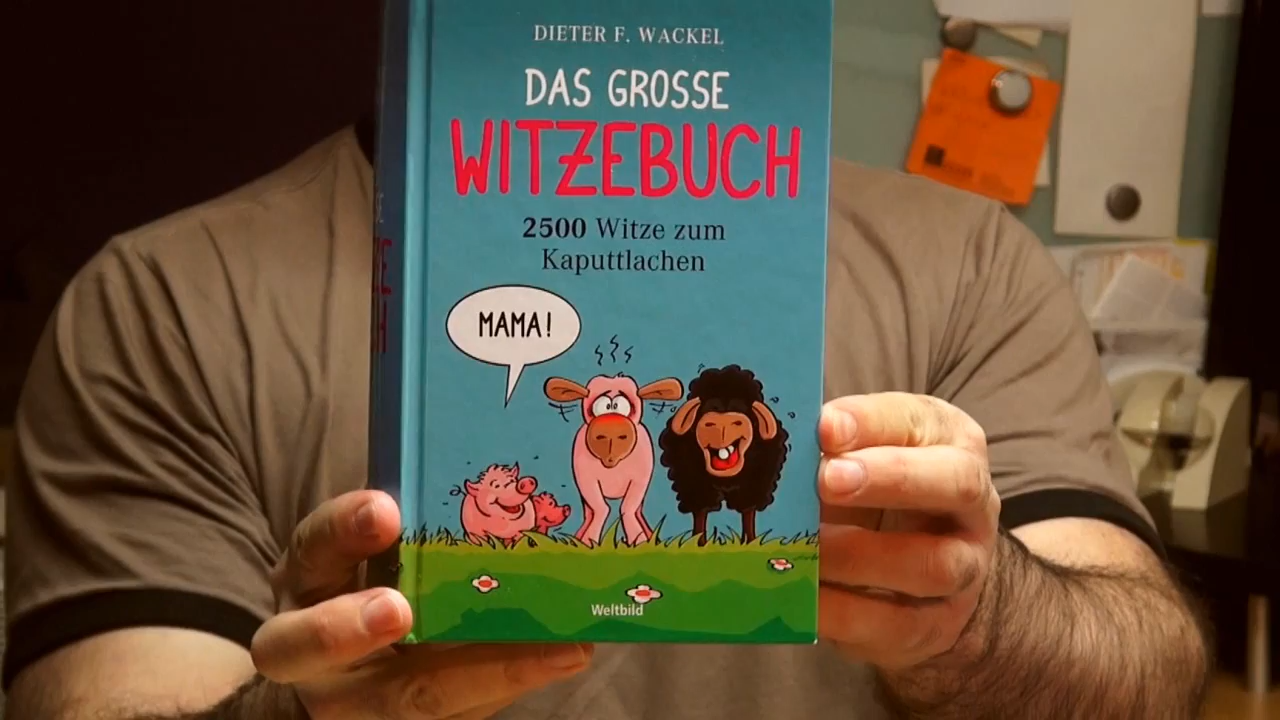 DIETER F. WACKEL
DAS GROSSE
WITZEBUCH
2500 Witze zum
Kaputtlachen
MAMA!
Weltbild